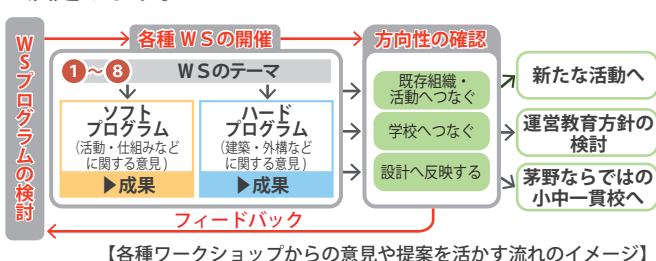 WSプログラムの検討
各種WSの開催
方向性の確認
1～8
WSのテーマ
ソフト
プログラム
(活動・仕組みなど
に関する意見)
▶成果
ハード
プログラム
(建築・外構など
に関する意見)
▶成果
既存組織・
活動へつなぐ
学校へつなぐ
設計へ反映する
新たな活動へ
運営教育方針の
検討
茅野ならではの
小中一貫校へ
フィードバック
【各種ワークショップからの意見や提案を活かす流れのイメージ】